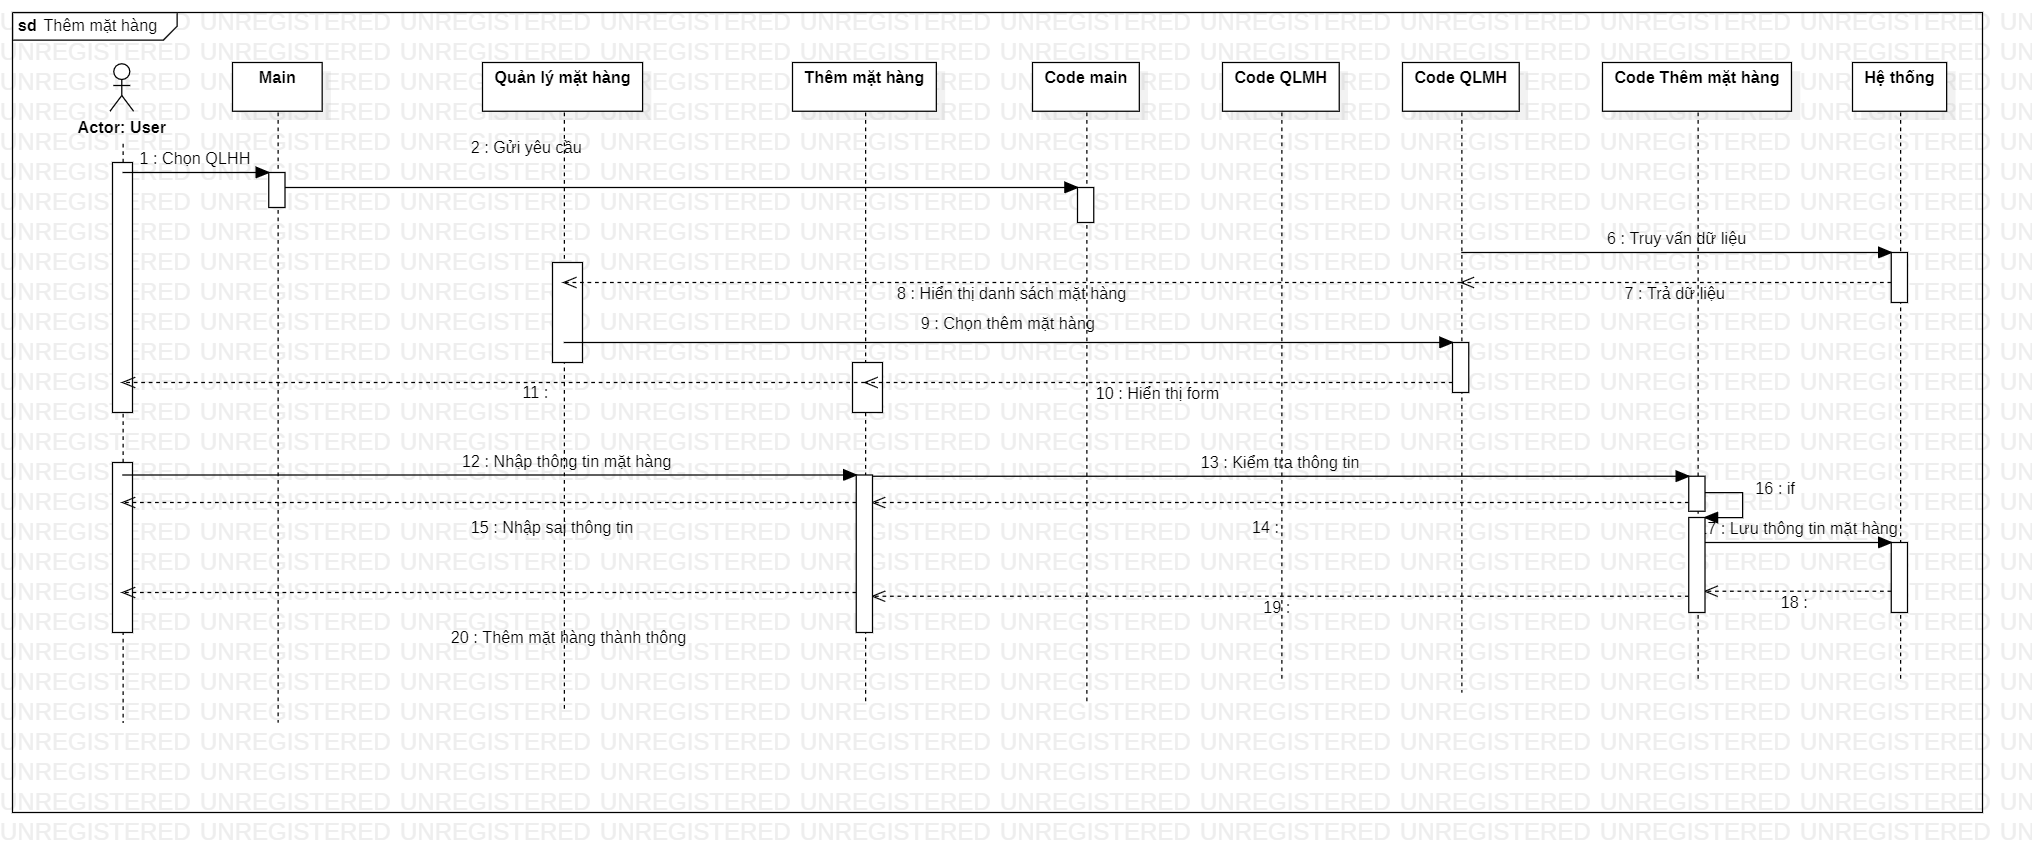 sd Thêm mặt hàng
Main
Quản lý mặt hàng
Thêm mặt hàng
Code main
Code QLMH
Code QLMH
Code Thêm mặt hàng
Hệ thống
Actor: User
1 : Chọn QLHH
2 : Gửi yêu cầu
6 : Truy vấn dữ liệu
8 : Hiển thị danh sách mặt hàng
7 : Trả dữ liệu
9 : Chọn thêm mặt hàng
11 :
10 : Hiển thị form
12 : Nhập thông tin mặt hàng
13 : Kiểm tra thông tin
16 : if
15 : Nhập sai thông tin
14 :
7 : Lưu thông tin mặt hàng
19 :
18 :
20 : Thêm mặt hàng thành thông
UNREGISTERED